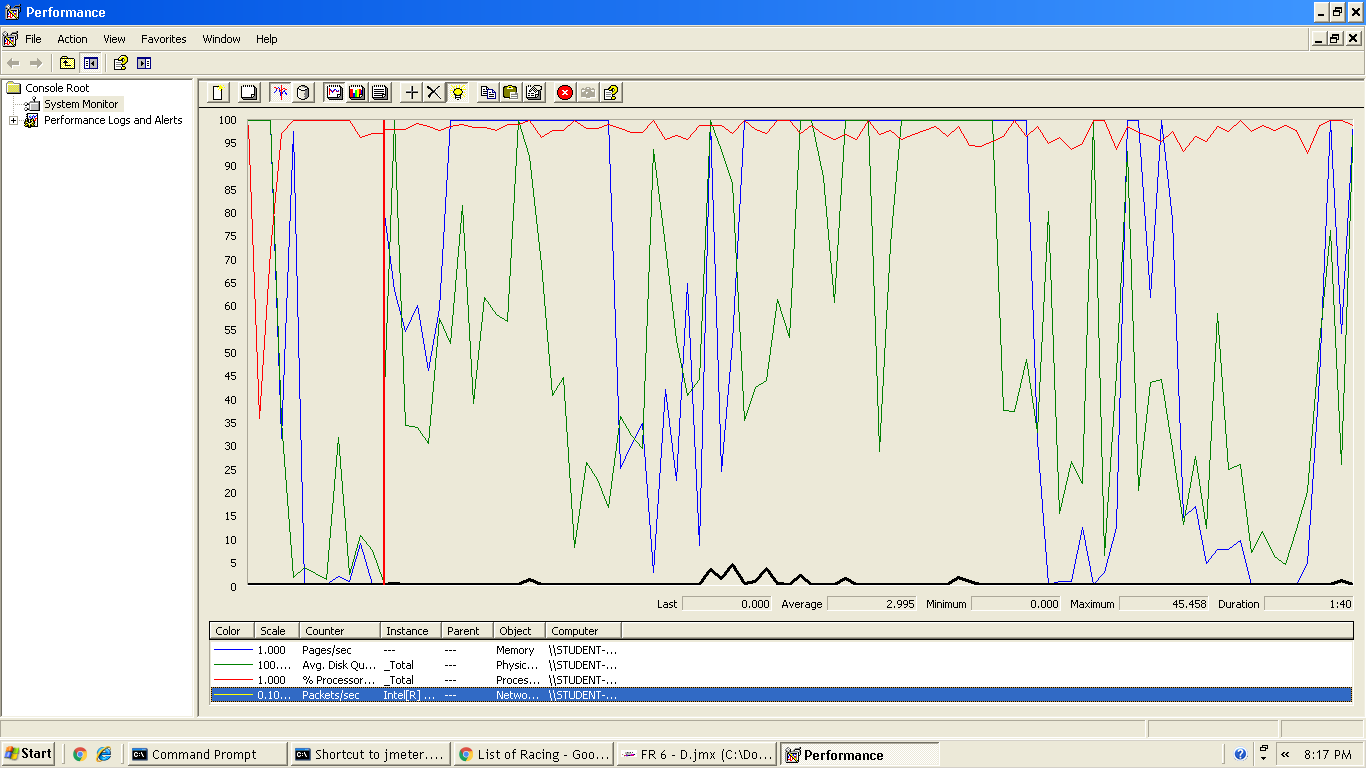 Performance
File Action View Favorites Window Help
Console Root
System Monitor
Performance Logs and Alerts
100
95
90
85
80
75
70
65
60
55
50
45
40
35
30
25
20
15
10
5
0
Last 0.000 Average 2.995 Minimum 0.000 Maximum 45.458 Duration 1:40
Color Scale Counter Instance Parent Object Computer
1.000 Pages/sec --- --- Memory \\STUDENT-...
100.... Avg. Disk Qu... _Total --- Physic... \\STUDENT-...
1.000 % Processor... _Total --- Proces... \\STUDENT-...
0.10... Packets/sec Intel[R] ... --- Netwo... \\STUDENT-...
Start Command Prompt Shortcut to jmeter.... List of Racing - Goo... FR 6 - D.jmx (C:\Do... Performance 8:17 PM